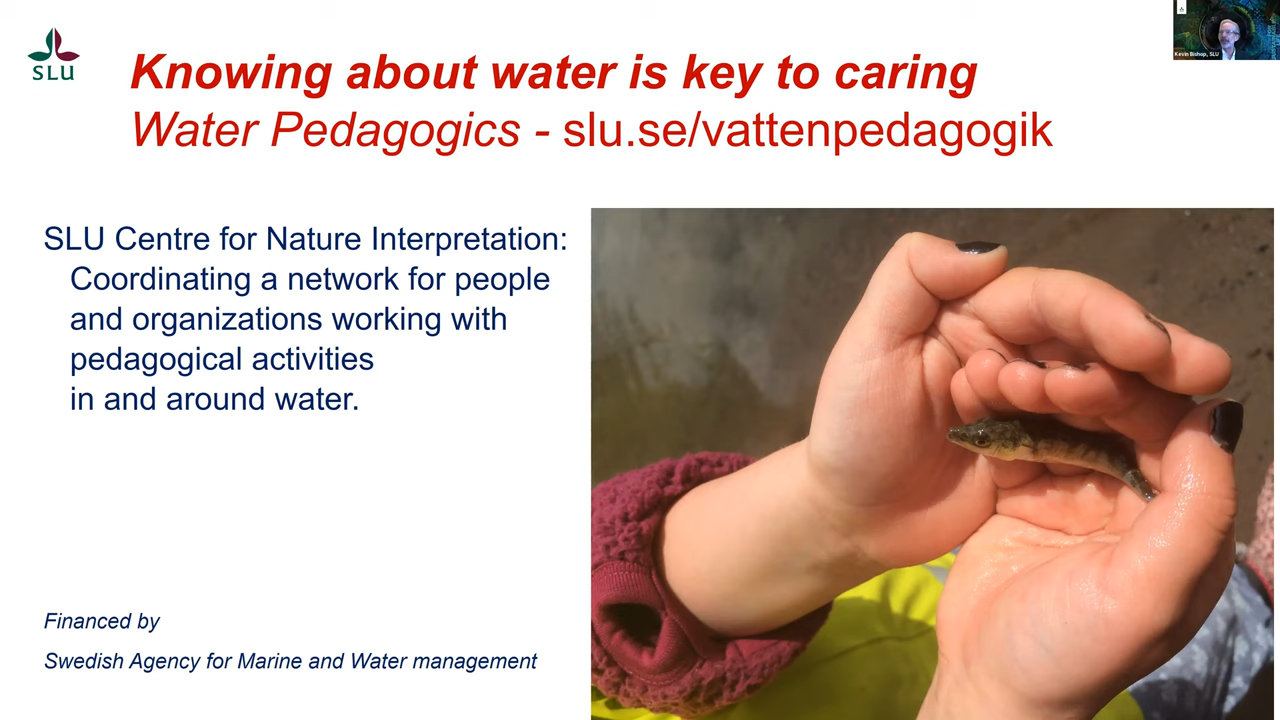 SLU
Knowing about water is key to caring
Water Pedagogics - slu.se/vattenpedagogik
Kevin Bishop, SLU
SLU Centre for Nature Interpretation:
Coordinating a network for people
and organizations working with
pedagogical activities
in and around water.
Financed by
Swedish Agency for Marine and Water management